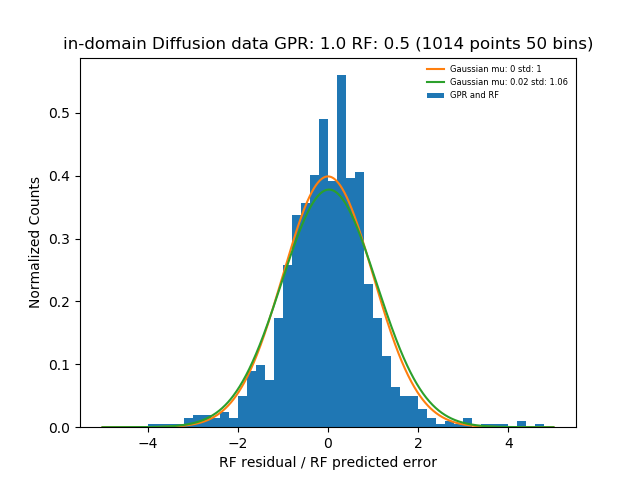 in-domain Diffusion data GPR: 1.0 RF: 0.5 (1014 points 50 bins)
Gaussian mu: 0 std: 1
Gaussian mu: 0.02 std: 1.06
GPR and RF
Normalized Counts
0.5
0.4
0.3
0.2
0.1
0.0
−4
−2
0
2
4
RF residual / RF predicted error